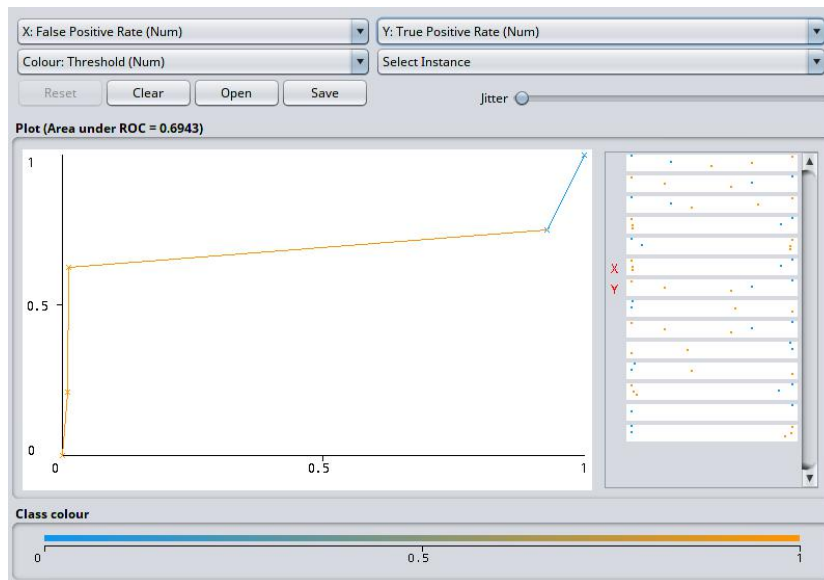 X: False Positive Rate (Num) Y: True Positive Rate (Num)
Colour: Threshold (Num) Select Instance
Reset Clear Open Save Jitter
Plot (Area under ROC = 0.6943)
1
0.5
0
0 0.5 1
X
Y
Class colour
0 0.5 1